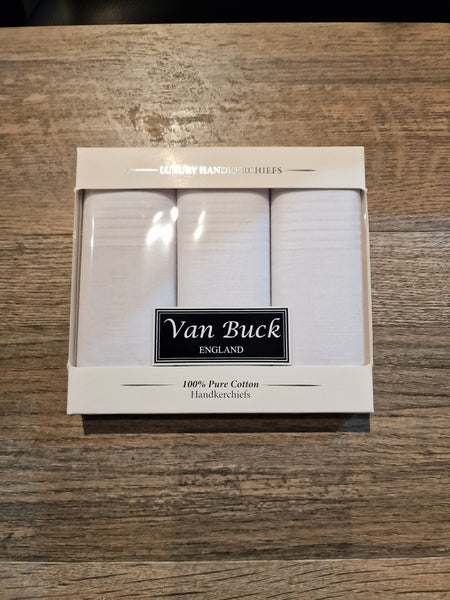 LUXURY HANDKERCHIEFS
Van Buck
ENGLAND
100% Pure Cotton
Handkerchiefs